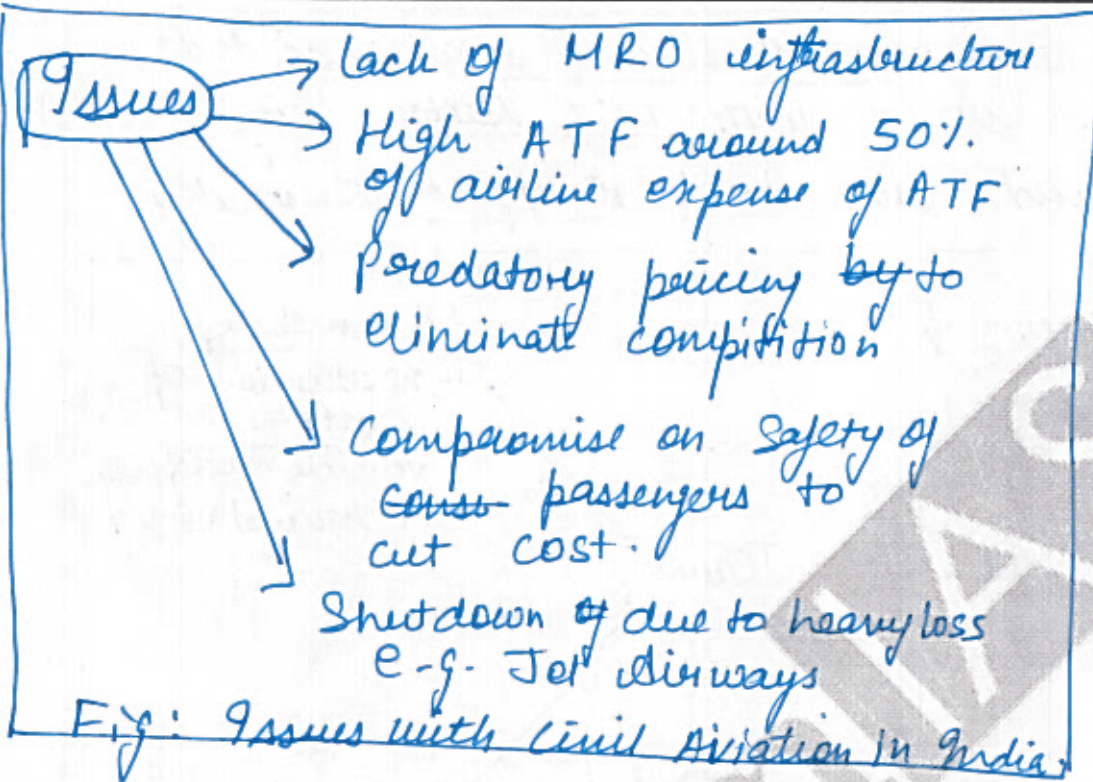 Issues
Lack of MRO infrastructure
High ATF around 50%
of airline expense of ATF
Predatory pricing by to
eliminate compitition
Compromise on safety of
const passengers to
cut cost.
Shutdown of due to heavy loss
e.g. Jet Airways
Fig: Issues with Civil Aviation in India.